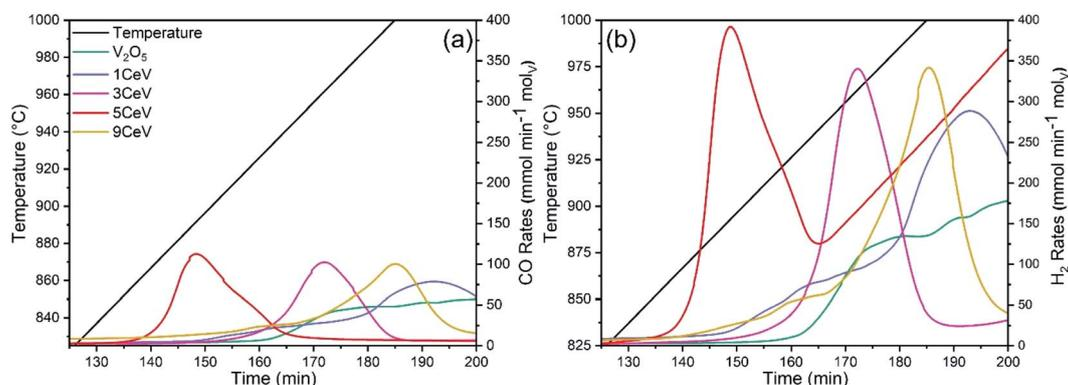 (a)
Temperature
V₂O₅
1CeV
3CeV
5CeV
9CeV
1000
980
960
940
920
900
880
860
840
Temperature (°C)
400
350
300
250
200
150
100
50
0
CO Rates (mmol min⁻¹ molᵥ)
130 140 150 160 170 180 190 200
Time (min)
(b)
1000
975
950
925
900
875
850
825
Temperature (°C)
400
350
300
250
200
150
100
50
0
H₂ Rates (mmol min⁻¹ molᵥ)
130 140 150 160 170 180 190 200
Time (min)